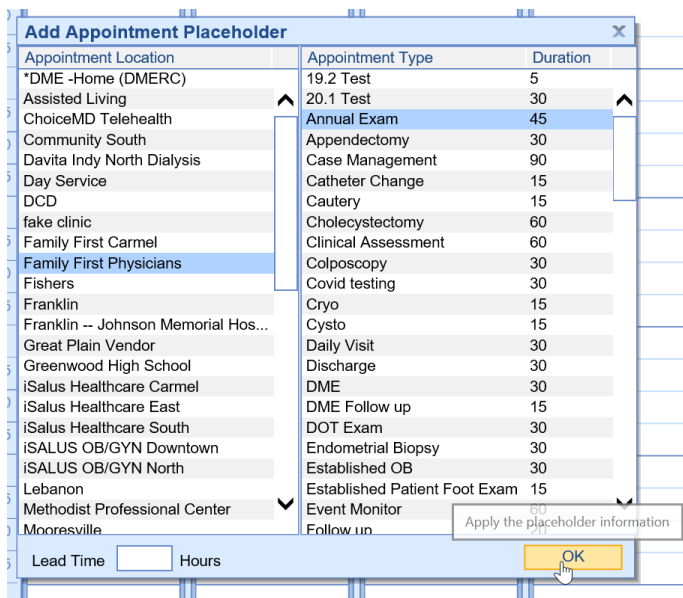 Add Appointment Placeholder x
Appointment Location
*DME -Home (DMERC)
Assisted Living
ChoiceMD Telehealth
Community South
Davita Indy North Dialysis
Day Service
DCD
fake clinic
Family First Carmel
Family First Physicians
Fishers
Franklin
Franklin -- Johnson Memorial Hos...
Great Plain Vendor
Greenwood High School
iSalus Healthcare Carmel
iSalus Healthcare East
iSalus Healthcare South
iSALUS OB/GYN Downtown
iSALUS OB/GYN North
Lebanon
Methodist Professional Center
Mooresville
Appointment Type Duration
19.2 Test 5
20.1 Test 30
Annual Exam 45
Appendectomy 30
Case Management 90
Catheter Change 15
Cautery 15
Cholecystectomy 60
Clinical Assessment 60
Colposcopy 30
Covid testing 30
Cryo 15
Cysto 15
Daily Visit 30
Discharge 30
DME 30
DME Follow up 15
DOT Exam 30
Endometrial Biopsy 30
Established OB 30
Established Patient Foot Exam 15
Event Monitor 60
Follow up 20
Apply the placeholder information
Lead Time Hours
OK